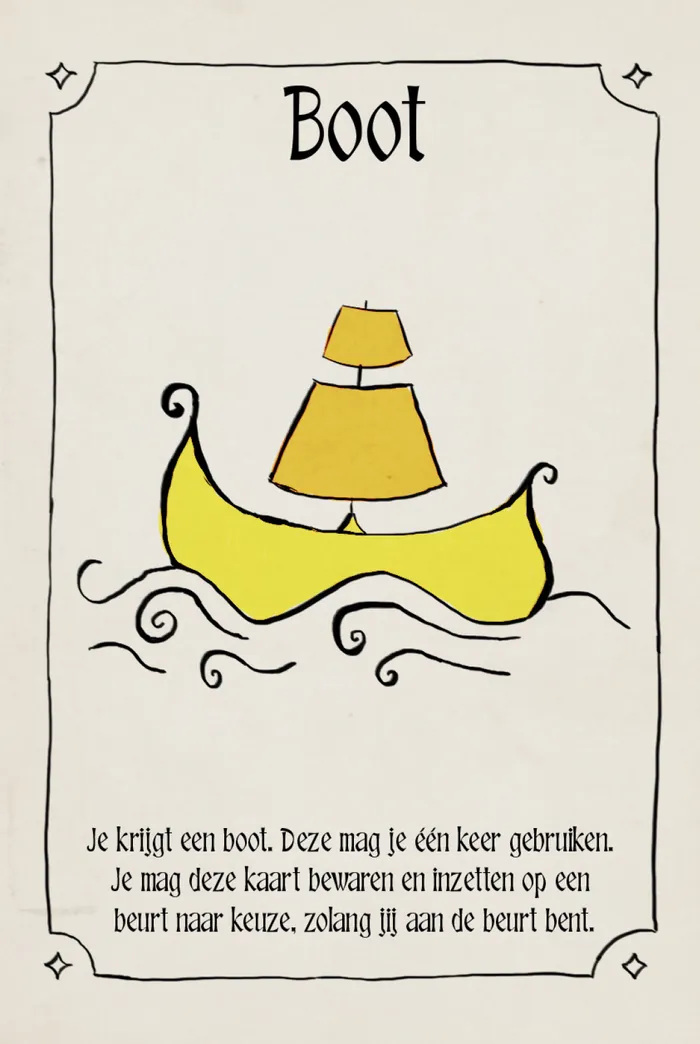 Boot
Je krijgt een boot. Deze mag je één keer gebruiken.
Je mag deze kaart bewaren en inzetten op een
beurt naar keuze, zolang jij aan de beurt bent.